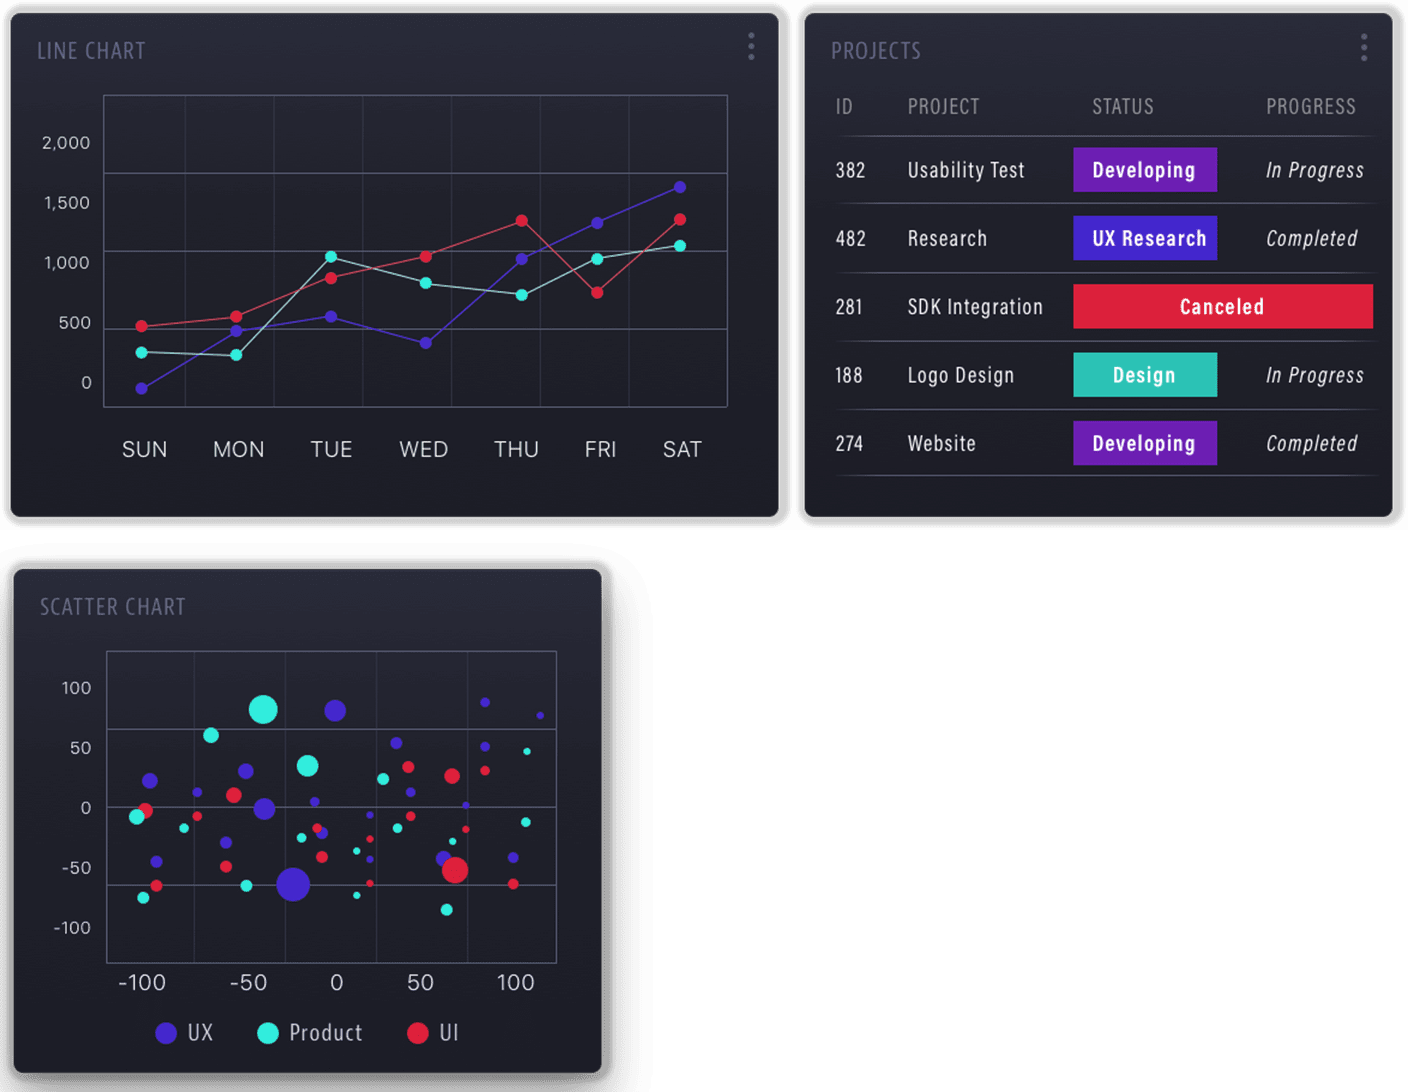 LINE CHART
2,000
1,500
1,000
500
0
SUN MON TUE WED THU FRI SAT
PROJECTS
ID PROJECT STATUS PROGRESS
382 Usability Test Developing In Progress
482 Research UX Research Completed
281 SDK Integration Canceled
188 Logo Design Design In Progress
274 Website Developing Completed
SCATTER CHART
100
50
0
-50
-100
-100 -50 0 50 100
UX Product UI